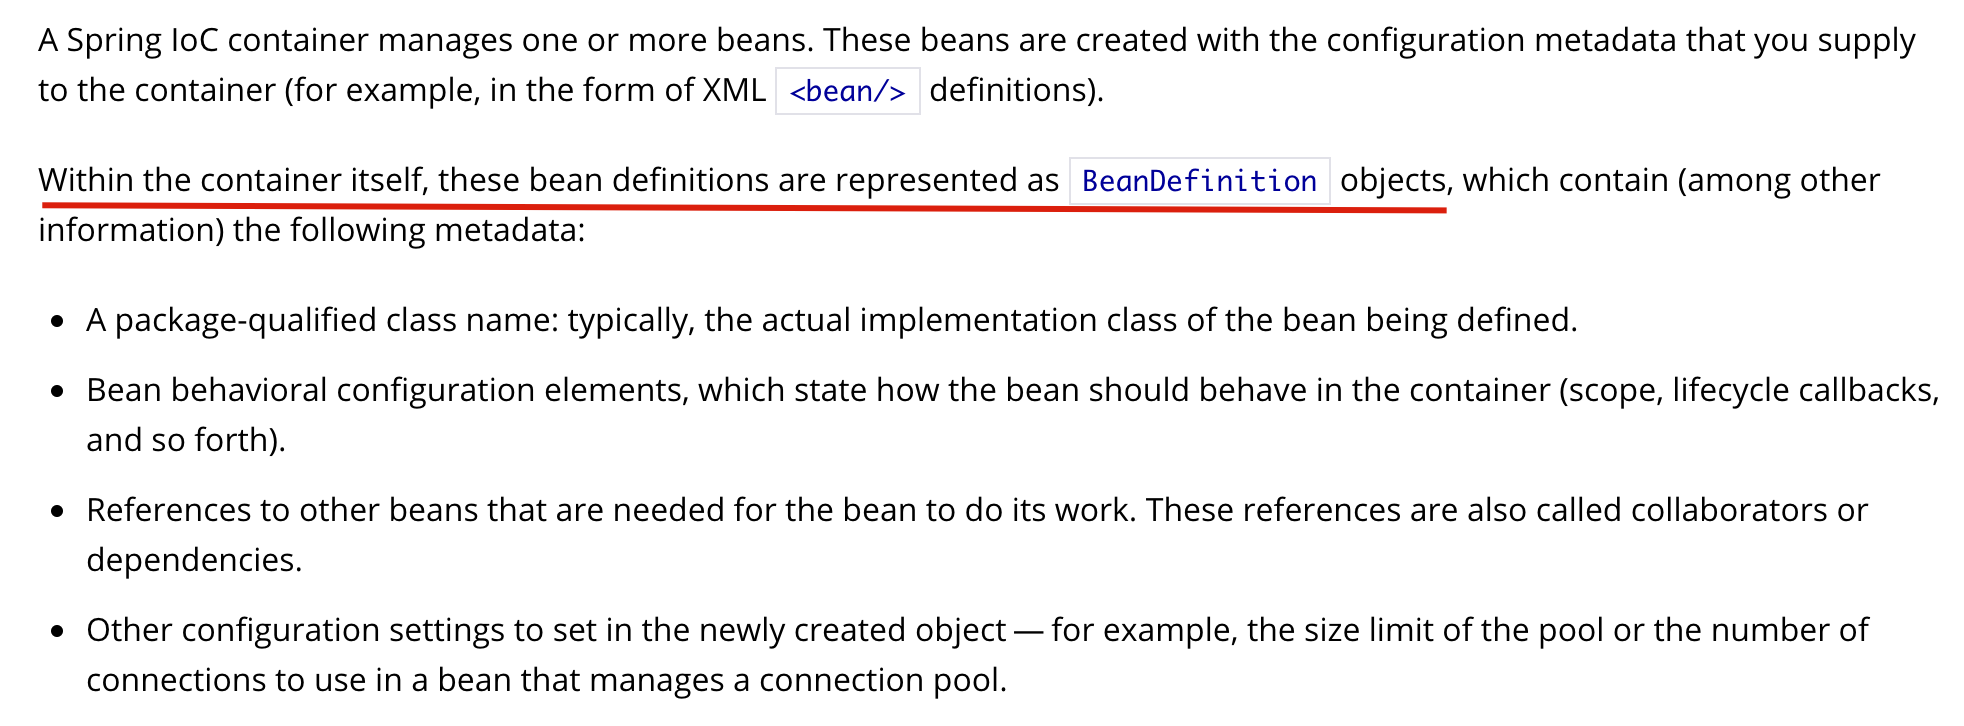 A Spring IoC container manages one or more beans. These beans are created with the configuration metadata that you supply
to the container (for example, in the form of XML <bean/> definitions).
Within the container itself, these bean definitions are represented as BeanDefinition objects, which contain (among other
information) the following metadata:
• A package-qualified class name: typically, the actual implementation class of the bean being defined.
• Bean behavioral configuration elements, which state how the bean should behave in the container (scope, lifecycle callbacks,
and so forth).
• References to other beans that are needed for the bean to do its work. These references are also called collaborators or
dependencies.
• Other configuration settings to set in the newly created object — for example, the size limit of the pool or the number of
connections to use in a bean that manages a connection pool.